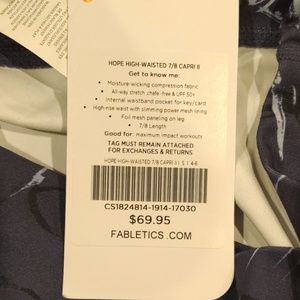 HOPE HIGH-WAISTED 7/8 CAPRI II
Get to know me:
• Moisture-wicking compression fabric
• All-way stretch ,chafe-free & UPF 50+
• Internal waistband pocket for key/card
• High-rise waist with slimming power mesh lining
• Foil mesh paneling on leg
• 7/8 Length
Good for: maximum impact workouts
TAG MUST REMAIN ATTACHED
FOR EXCHANGES & RETURNS
HOPE HIGH-WAISTED 7/8 CAPRI-II \ S \ 4-6
CS1824814-1914-17030
$69.95
FABLETICS.COM